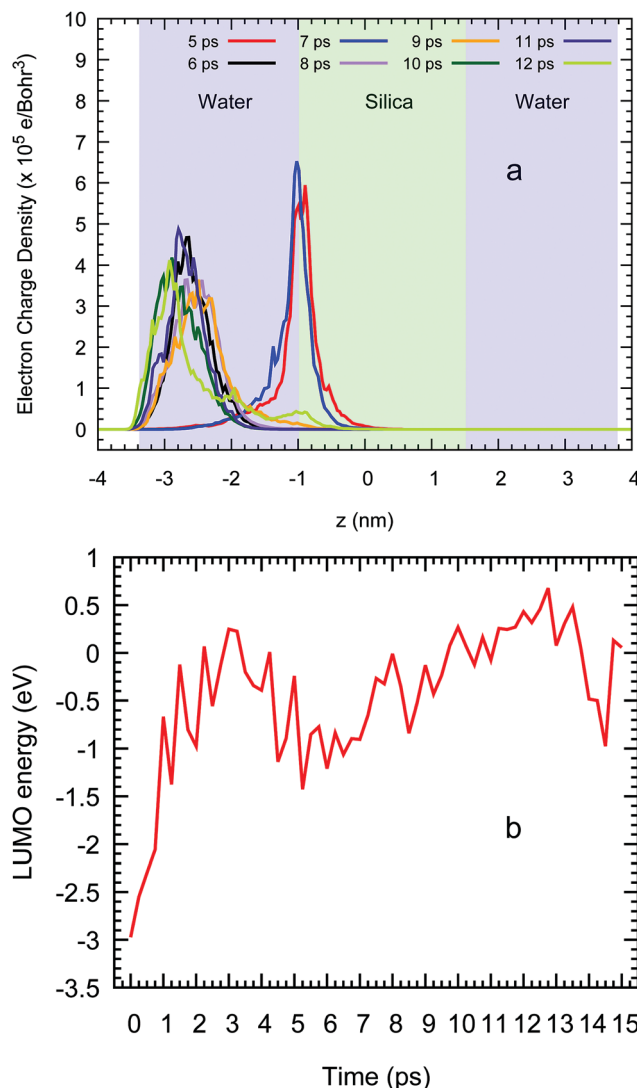 10
9
8
7
6
5
4
3
2
1
0
Electron Charge Density (x 10⁵ e/Bohr³)
5 ps 7 ps 9 ps 11 ps
6 ps 8 ps 10 ps 12 ps
Water Silica Water
a
-4 -3 -2 -1 0 1 2 3 4
z (nm)
1
0.5
0
-0.5
-1
-1.5
-2
-2.5
-3
-3.5
LUMO energy (eV)
b
0 1 2 3 4 5 6 7 8 9 10 11 12 13 14 15
Time (ps)